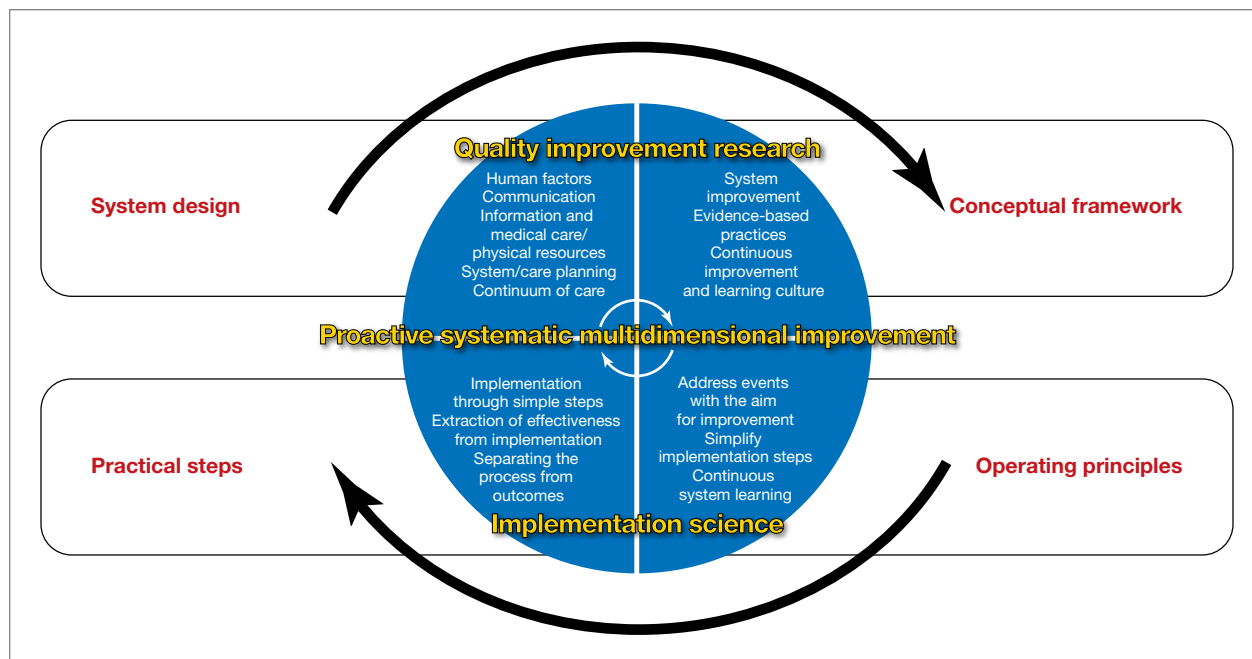 Quality improvement research
System design
Human factors
Communication
Information and
medical care/
physical resources
System/care planning
Continuum of care
System
improvement
Evidence-based
practices
Continuous
improvement
and learning culture
Conceptual framework
Proactive systematic multidimensional improvement
Practical steps
Implementation
through simple steps
Extraction of effectiveness
from implementation
Separating the
process from
outcomes
Address events
with the aim
for improvement
Simplify
implementation steps
Continuous
system learning
Operating principles
Implementation science